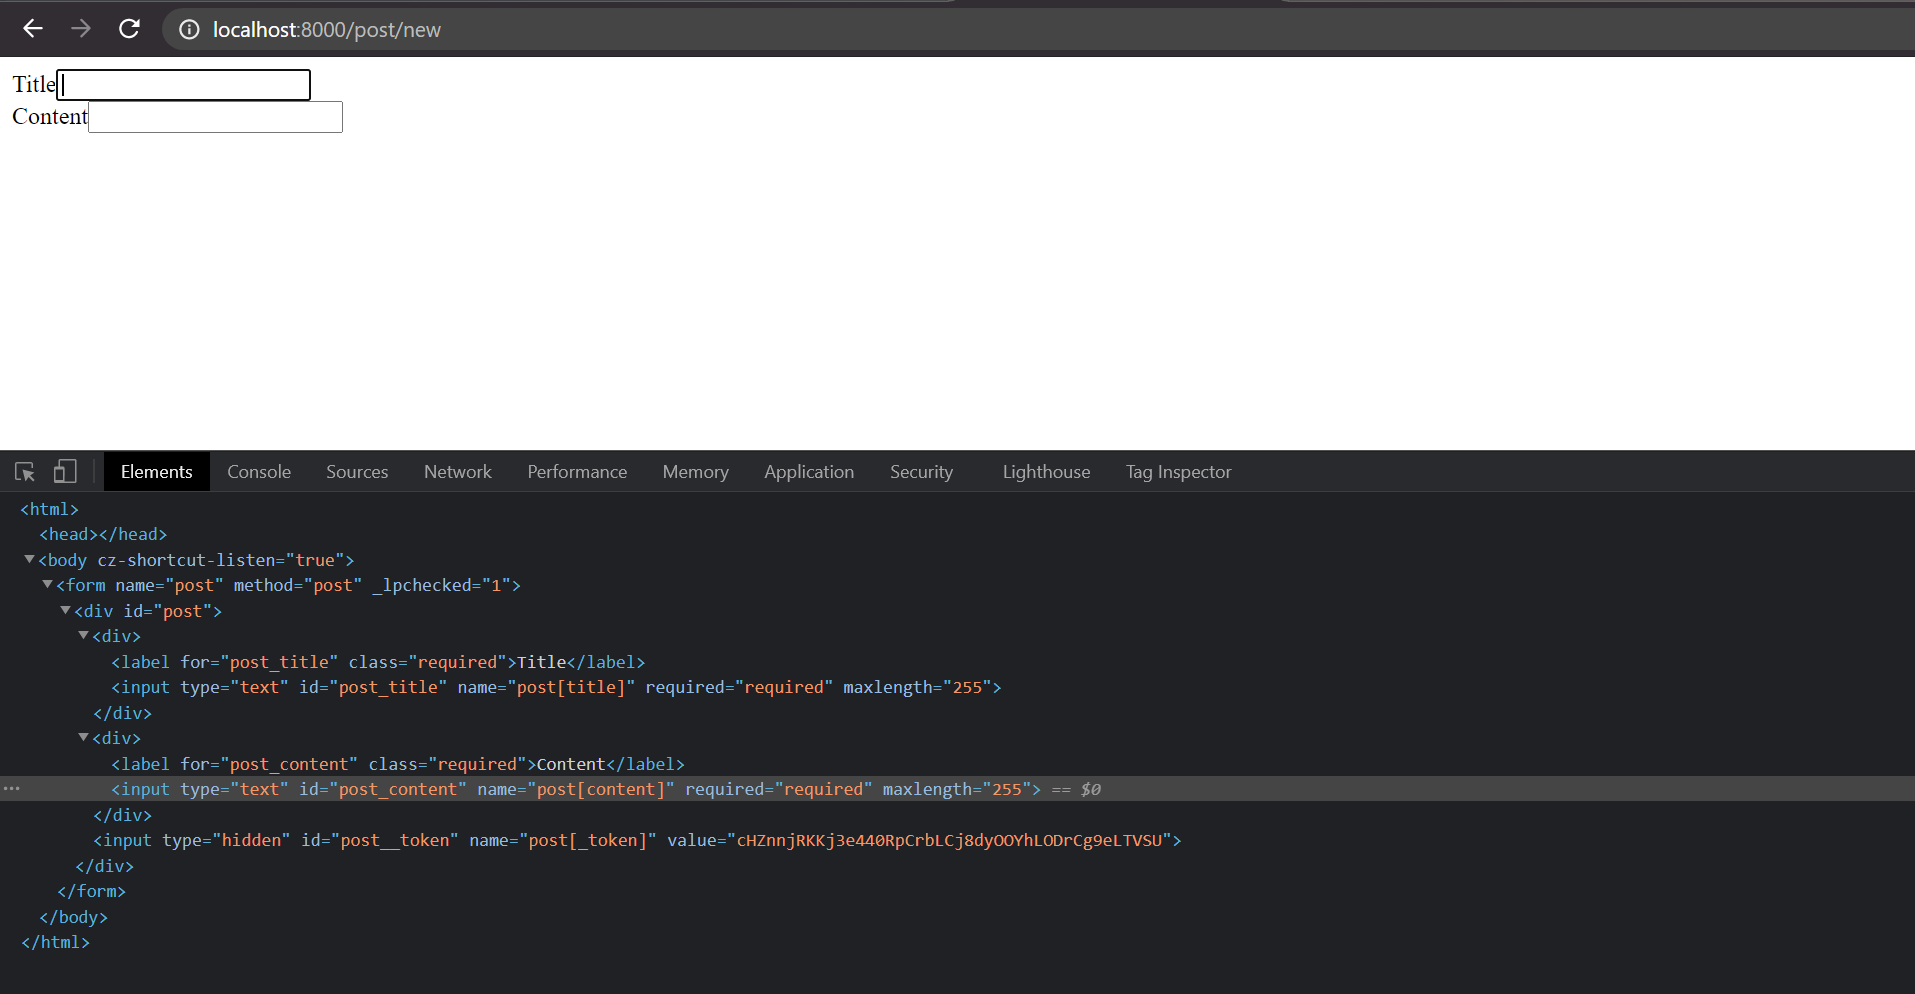 localhost:8000/post/new
Title
Content
Elements Console Sources Network Performance Memory Application Security Lighthouse Tag Inspector
<html>
<head></head>
<body cz-shortcut-listen="true">
<form name="post" method="post" _lpchecked="1">
<div id="post">
<div>
<label for="post_title" class="required">Title</label>
<input type="text" id="post_title" name="post[title]" required="required" maxlength="255">
</div>
<div>
<label for="post_content" class="required">Content</label>
<input type="text" id="post_content" name="post[content]" required="required" maxlength="255"> == $0
</div>
<input type="hidden" id="post__token" name="post[_token]" value="cHZnnjRKKj3e440RpCrbLCj8dyOOYhLODrCg9eLTVSU">
</div>
</form>
</body>
</html>